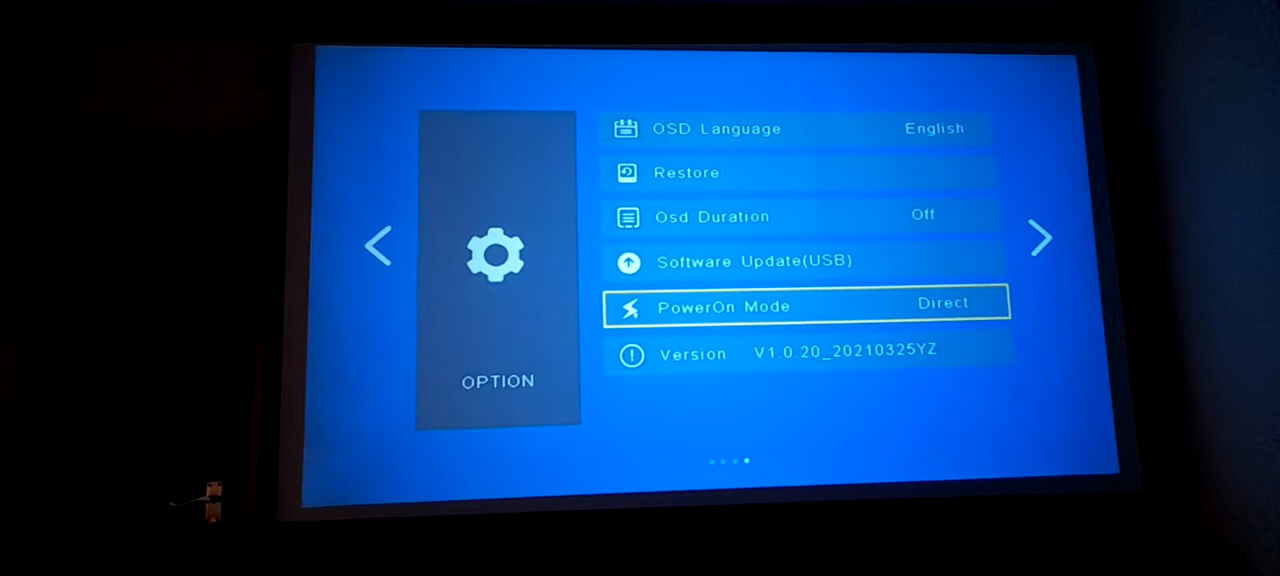 OSD Language English
Restore
Osd Duration Off
Software Update(USB)
PowerOn Mode Direct
Version V1.0.20_20210325YZ
OPTION